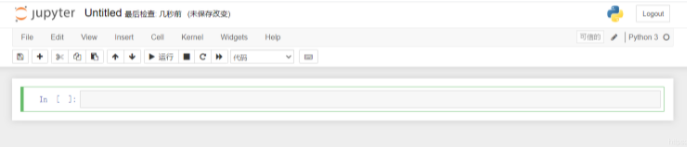 jupyter Untitled 最后检查 几秒前 (未保存改变) Logout
File Edit View Insert Cell Kernel Widgets Help 可信的 Python 3
运行 代码
In [ ]: